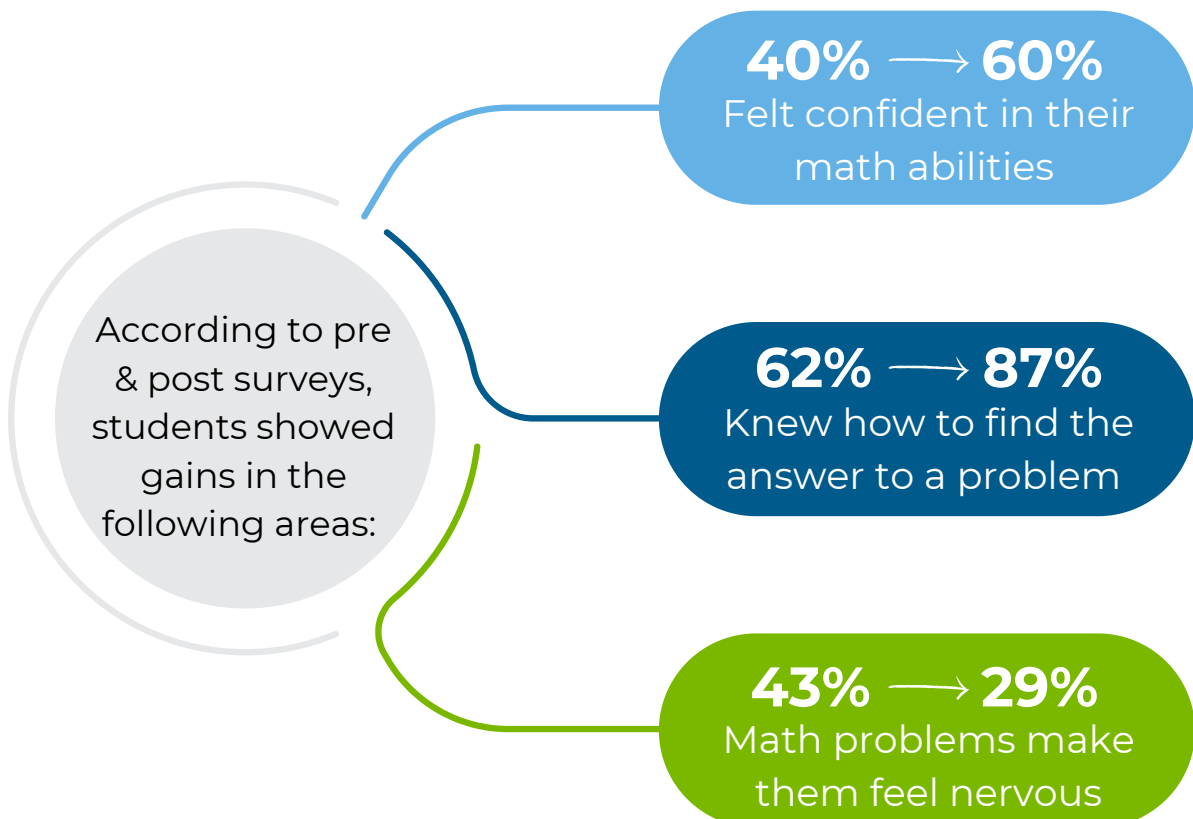 According to pre
& post surveys,
students showed
gains in the
following areas:
40% → 60%
Felt confident in their
math abilities
62% → 87%
Knew how to find the
answer to a problem
43% → 29%
Math problems make
them feel nervous